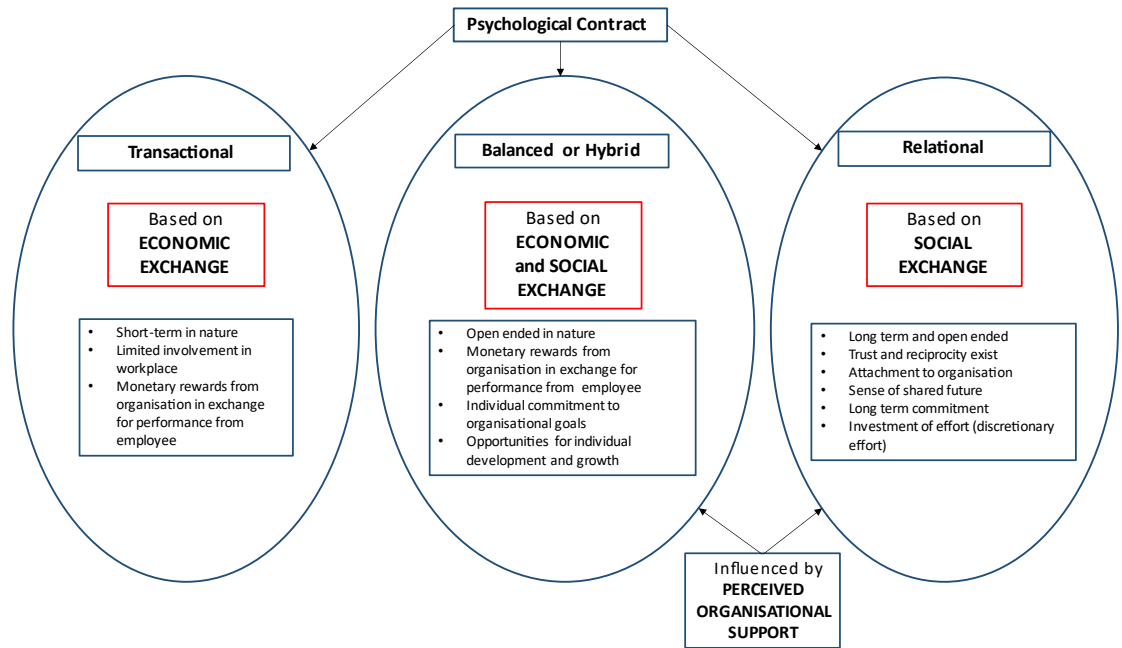 Psychological Contract
Transactional
Based on
ECONOMIC
EXCHANGE
• Short-term in nature
• Limited involvement in
workplace
• Monetary rewards from
organisation in exchange
for performance from
employee
Balanced or Hybrid
Based on
ECONOMIC
and SOCIAL
EXCHANGE
• Open ended in nature
• Monetary rewards from
organisation in exchange for
performance from employee
• Individual commitment to
organisational goals
• Opportunities for individual
development and growth
Relational
Based on
SOCIAL
EXCHANGE
• Long term and open ended
• Trust and reciprocity exist
• Attachment to organisation
• Sense of shared future
• Long term commitment
• Investment of effort (discretionary
effort)
Influenced by
PERCEIVED
ORGANISATIONAL
SUPPORT